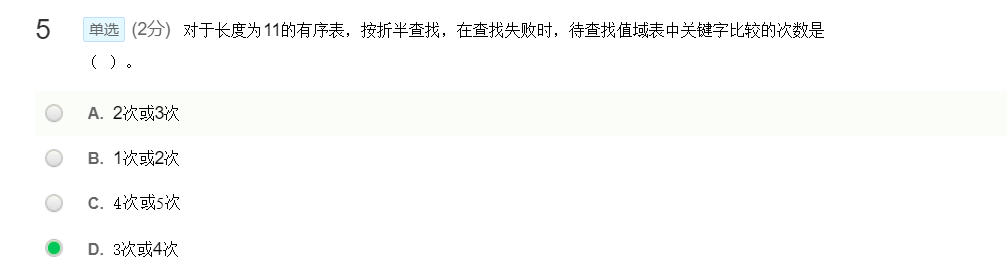 5 单选 (2分) 对于长度为11的有序表，按折半查找，在查找失败时，待查找值域表中关键字比较的次数是
（ ）。
A. 2次或3次
B. 1次或2次
C. 4次或5次
D. 3次或4次